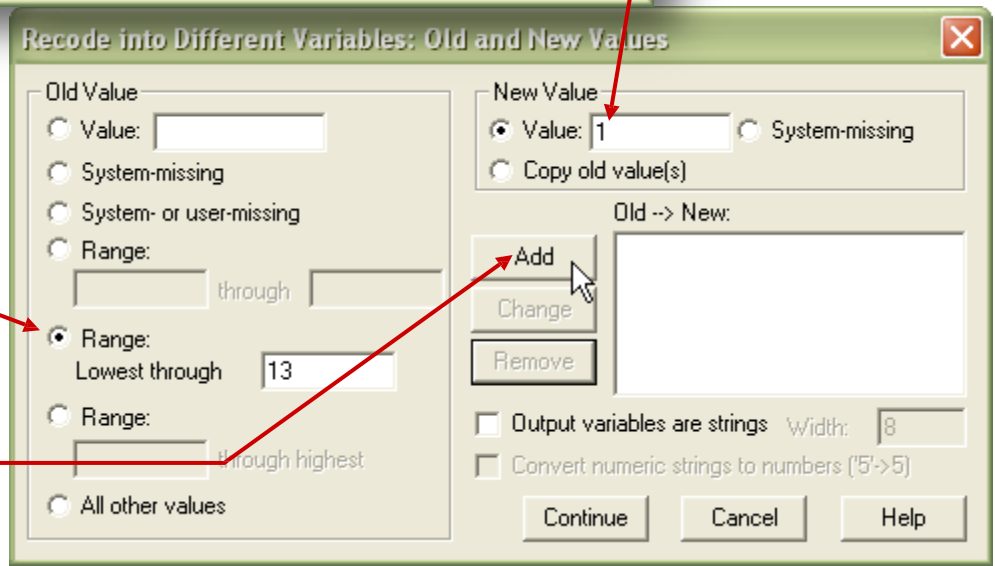 Recode into Different Variables: Old and New Values
Old Value
Value:
System-missing
System- or user-missing
Range:
through
Range:
Lowest through 13
Range:
through highest
All other values
New Value
Value: 1 System-missing
Copy old value(s)
Old --> New:
Add
Change
Remove
Output variables are strings Width: 8
Convert numeric strings to numbers ('5'->5)
Continue Cancel Help